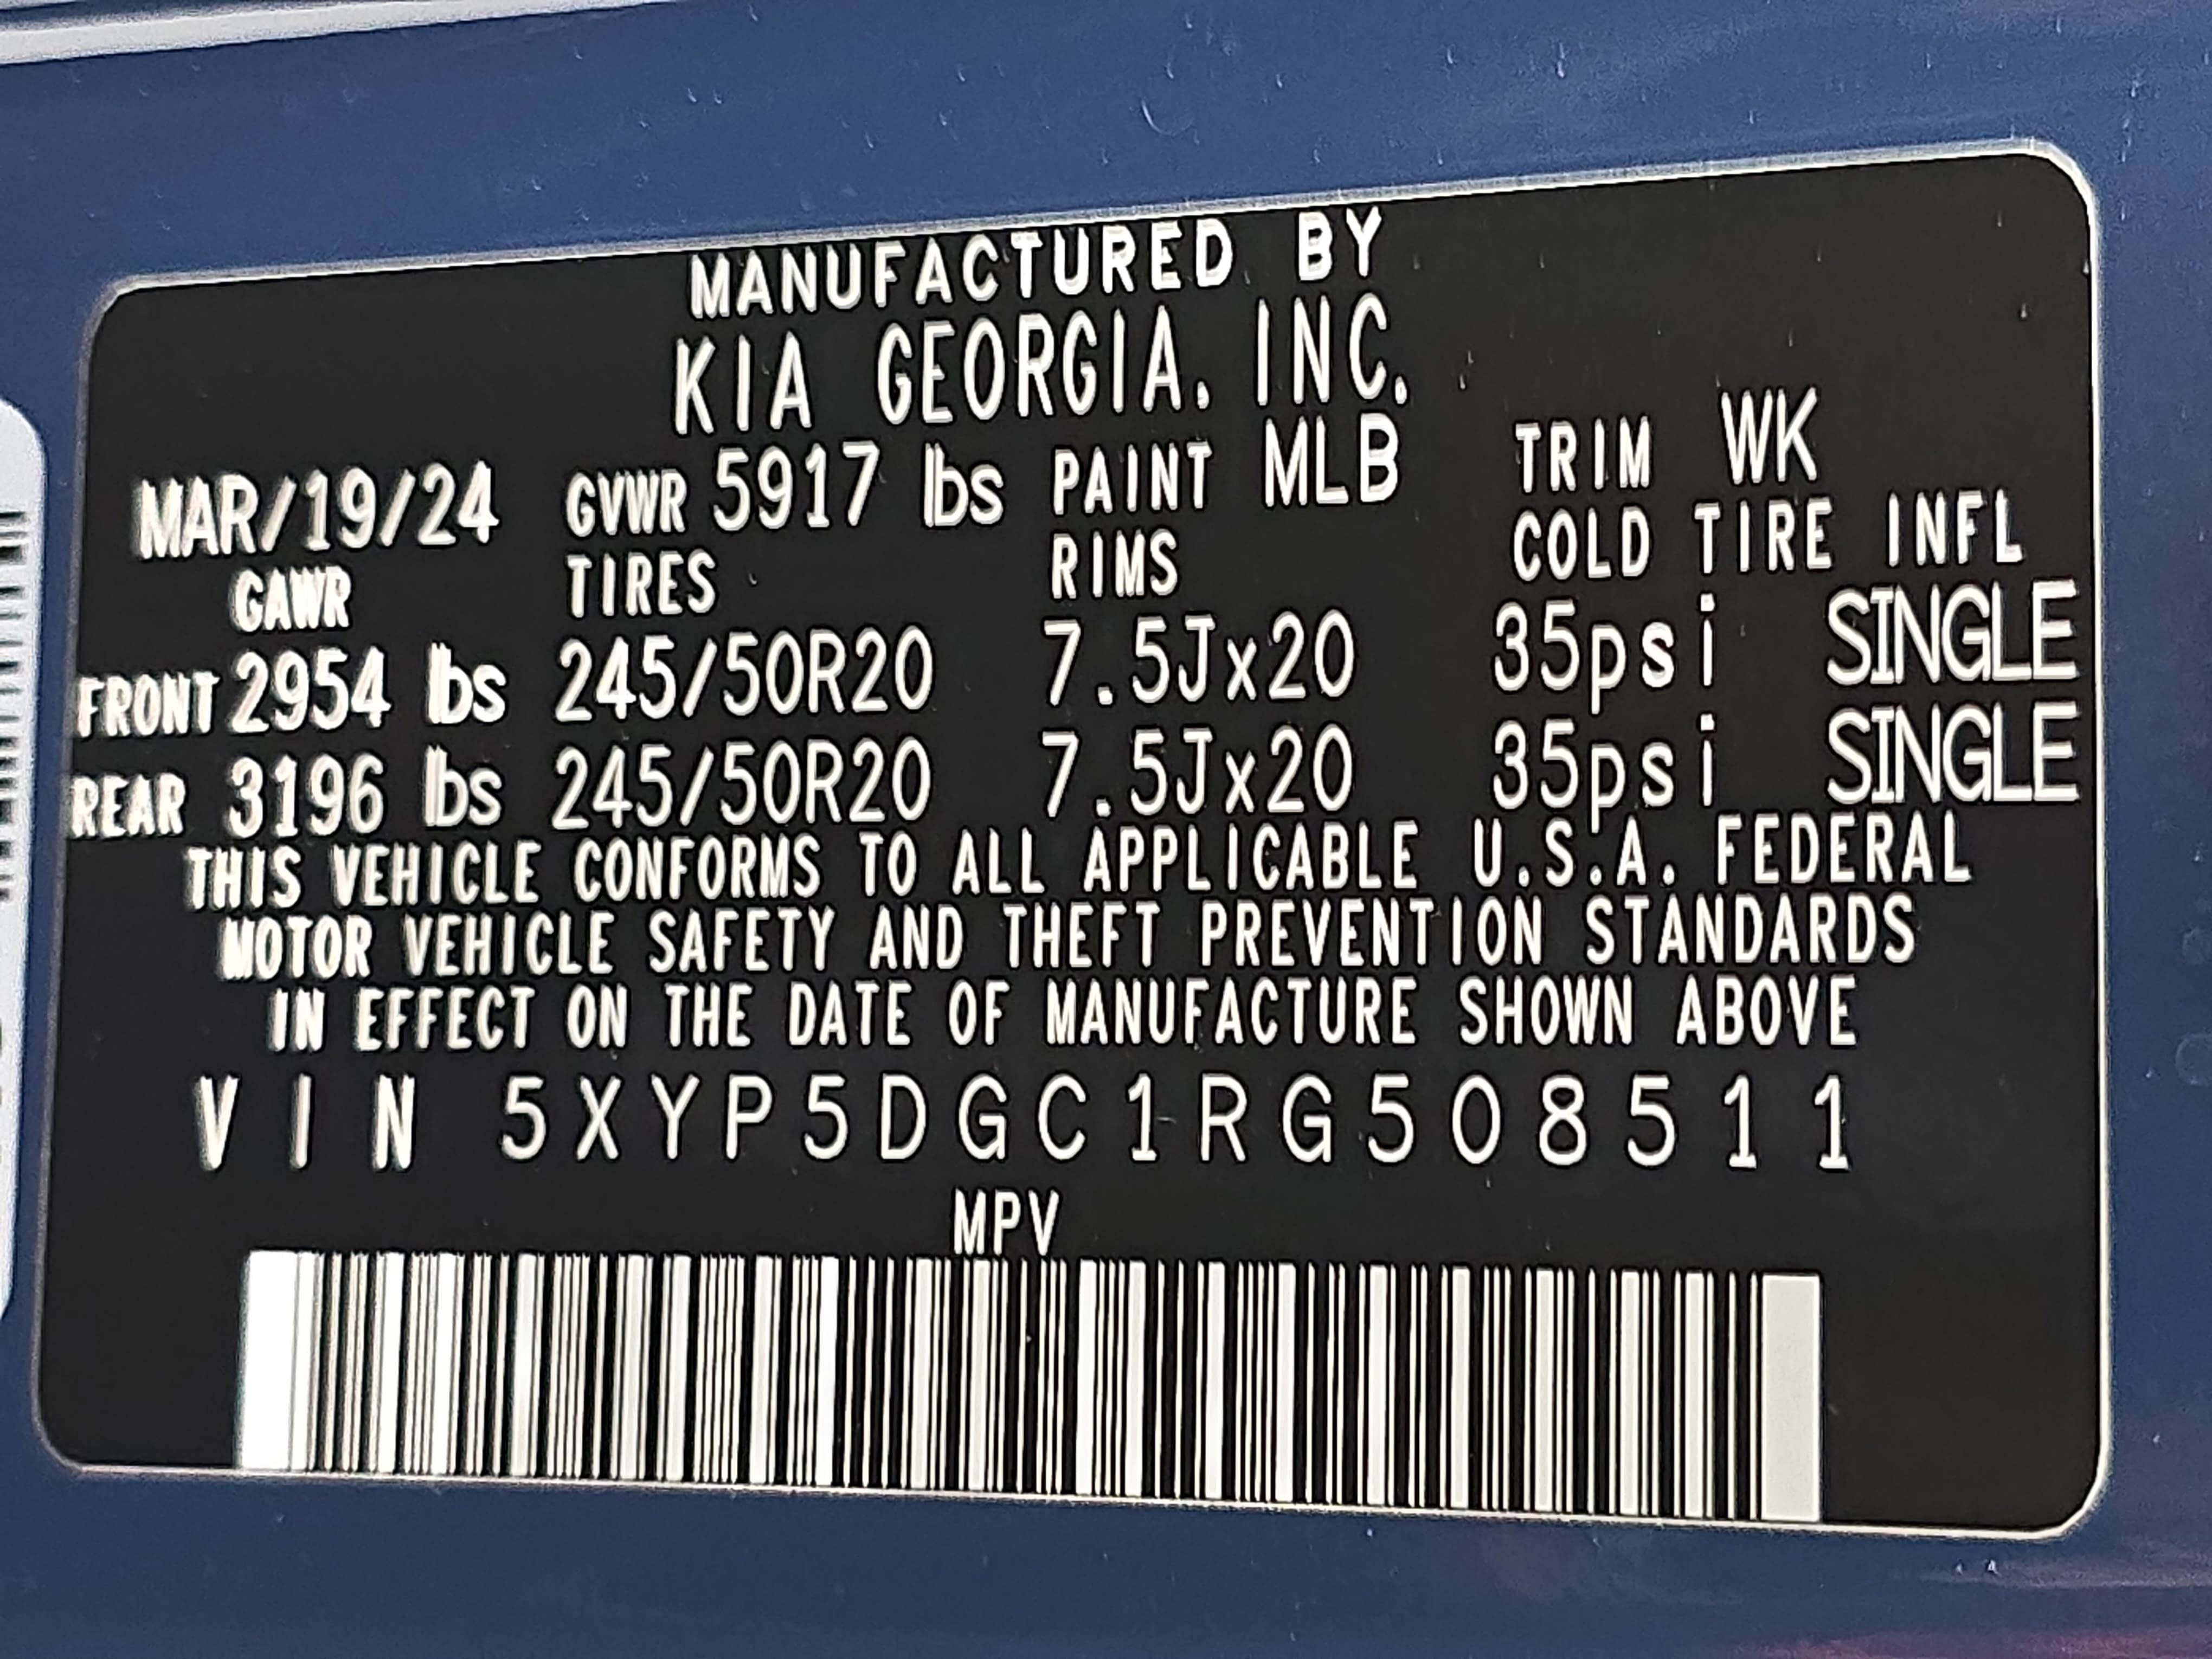 MANUFACTURED BY
KIA GEORGIA, INC.
MAR/19/24 GVWR 5917 lbs PAINT MLB TRIM WK
GAWR TIRES RIMS COLD TIRE INFL
FRONT 2954 lbs 245/50R20 7.5Jx20 35psi SINGLE
REAR 3196 lbs 245/50R20 7.5Jx20 35psi SINGLE
THIS VEHICLE CONFORMS TO ALL APPLICABLE U.S.A. FEDERAL
MOTOR VEHICLE SAFETY AND THEFT PREVENTION STANDARDS
IN EFFECT ON THE DATE OF MANUFACTURE SHOWN ABOVE
VIN 5XYP5DGC1RG508511
MPV